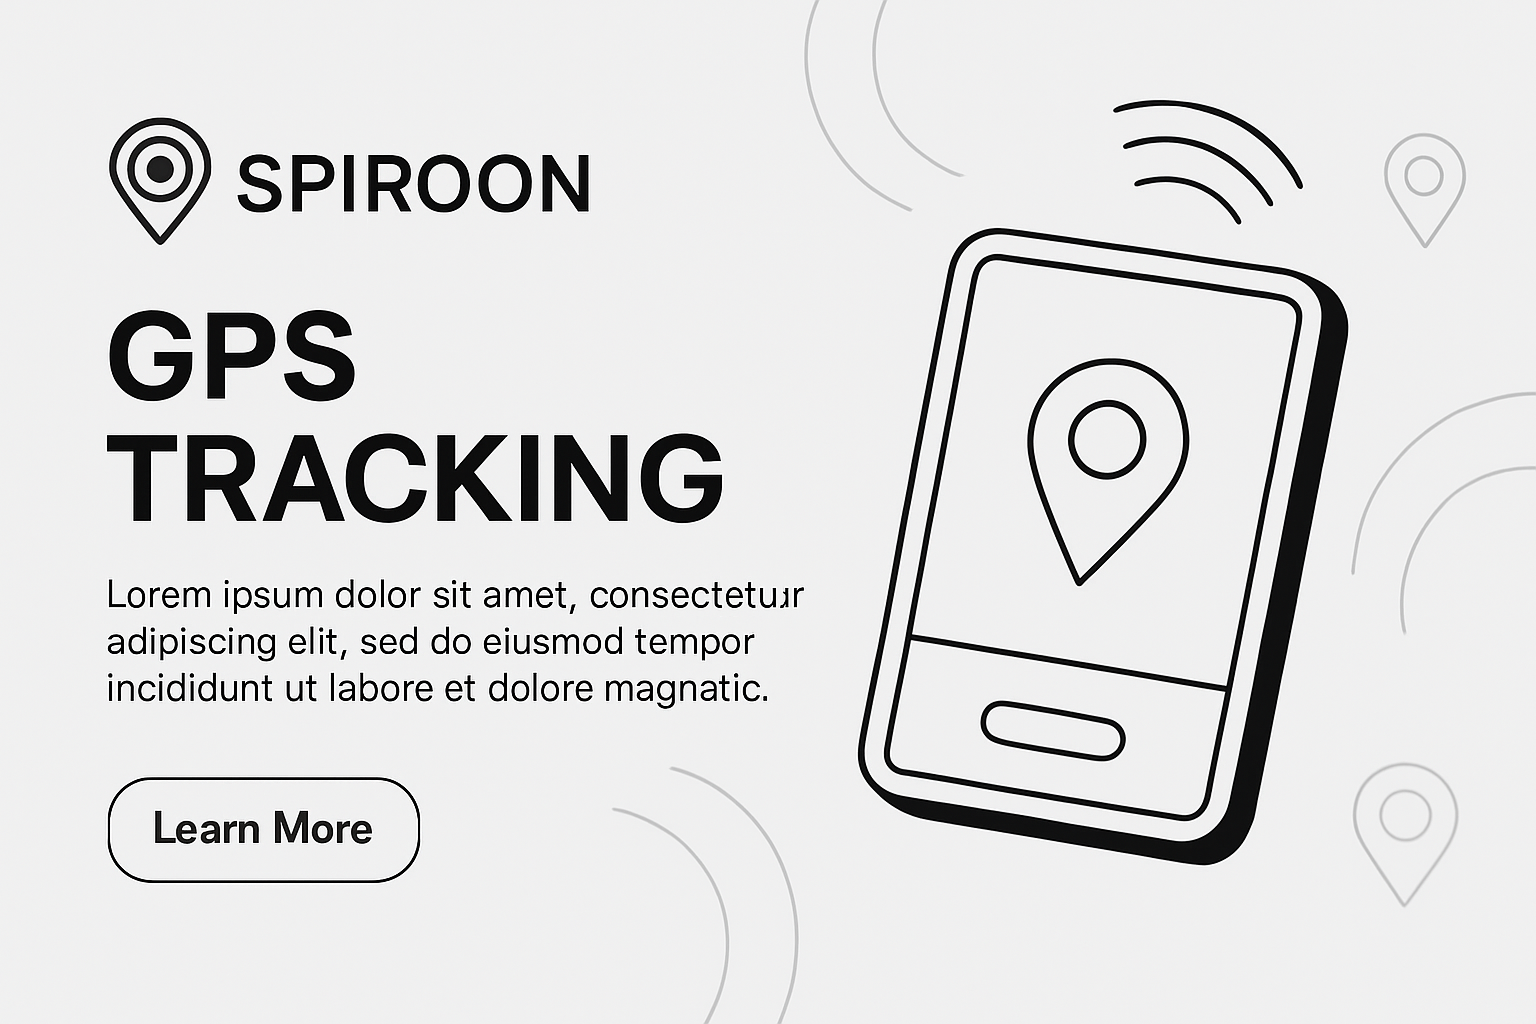 SPIROON
GPS
TRACKING
Lorem ipsum dolor sit amet, consectetur
adipiscing elit, sed do eiusmod tempor
incididunt ut labore et dolore magnatic.
Learn More